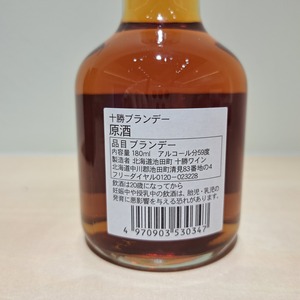 十勝ブランデー
原酒
品目 ブランデー
内容量 180ml アルコール分59度
製造者 北海道池田町 十勝ワイン
北海道中川郡池田町清見83番地の4
フリーダイヤル0120-023228
飲酒は20歳になってから
妊娠中や授乳中の飲酒は、胎児・乳児の
発育に悪影響を与える恐れがあります。
4 970903 530347